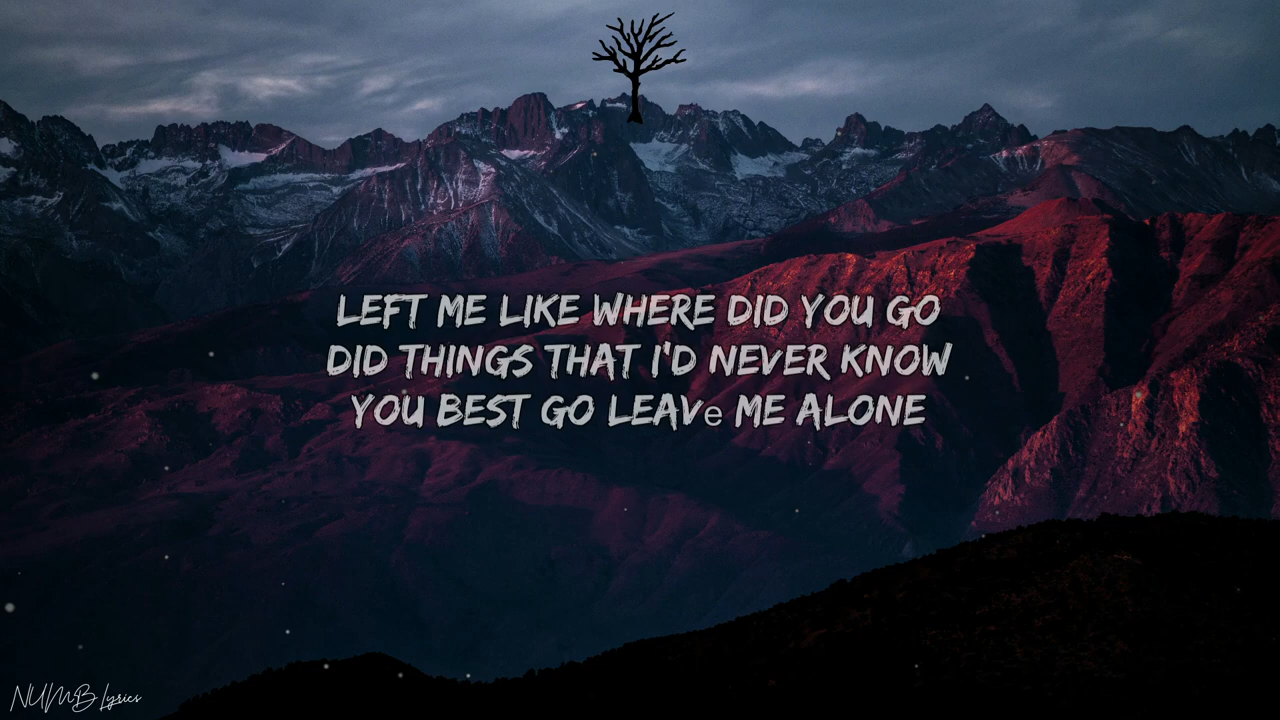 LEFT ME LIKE WHERE DID YOU GO
DID THINGS THAT I'D NEVER KNOW
YOU BEST GO LEAVе ME ALONE
NUMB Lyrics